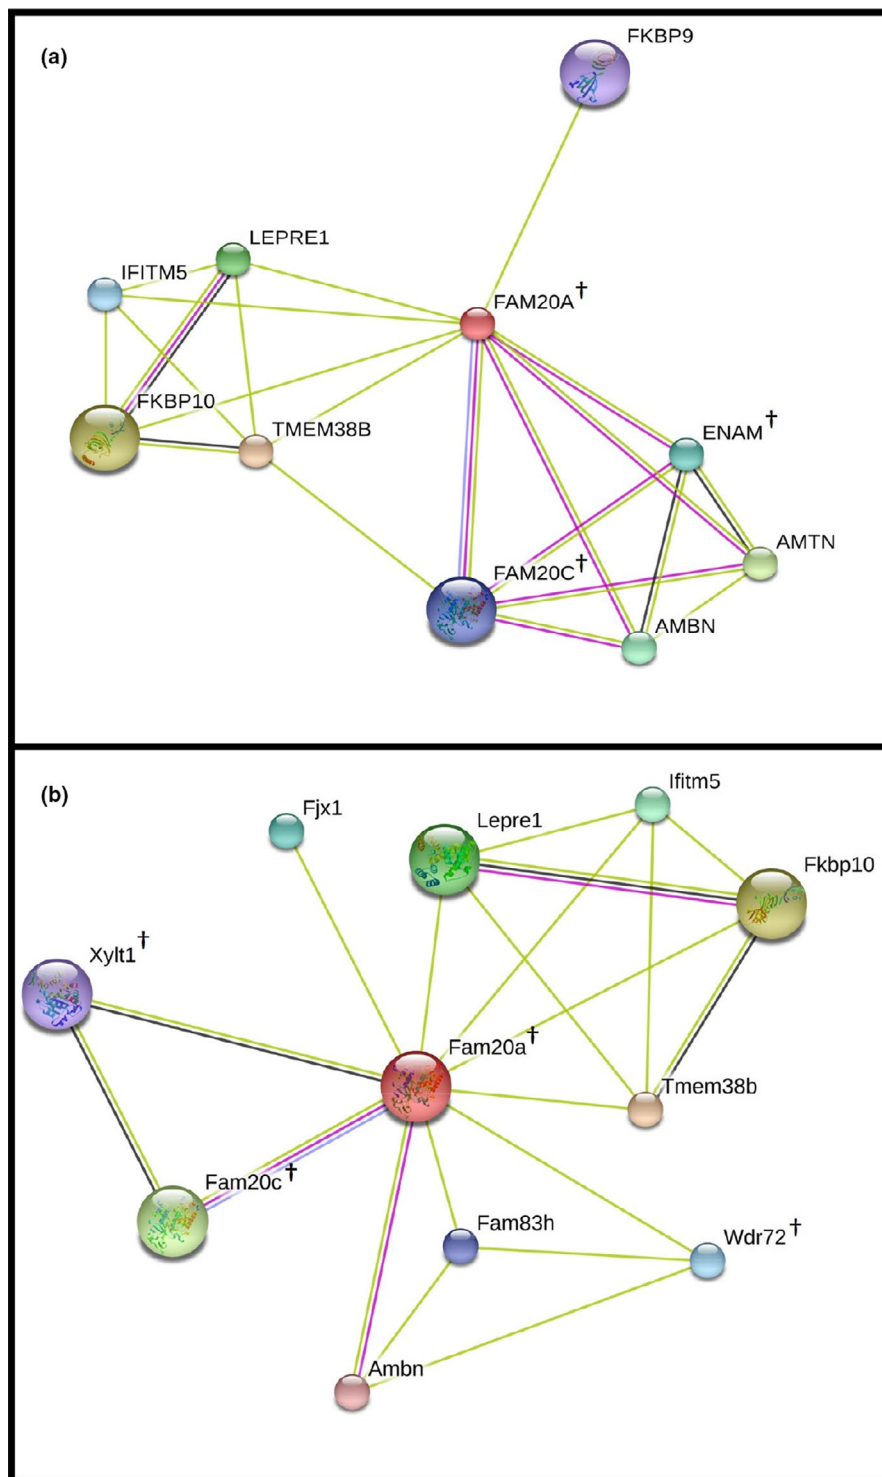 (a)
FKBP9
LEPRE1
IFITM5
FAM20A†
FKBP10
TMEM38B
ENAM†
AMTN
FAM20C†
AMBN
(b)
Ifitm5
Fjx1
Lepre1
Fkbp10
Xylt1†
Fam20a†
Tmem38b
Fam20c†
Fam83h
Wdr72†
Ambn